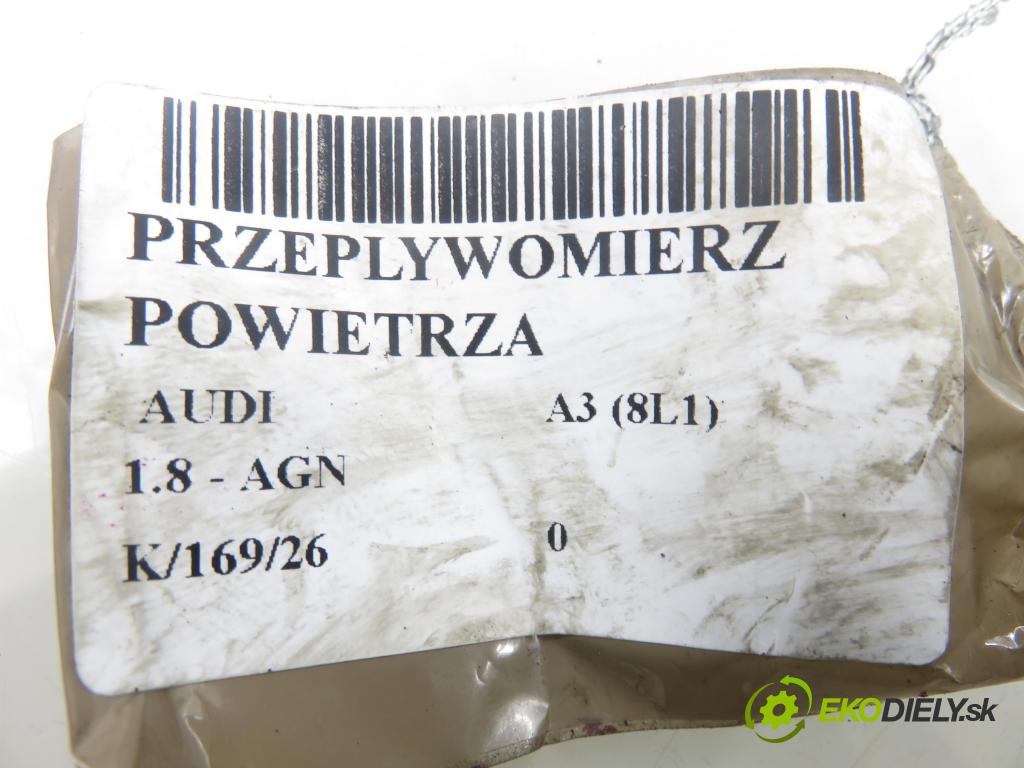 PRZEPLYWOMIERZ
POWIETRZA
AUDI A3 (8L1)
1.8 - AGN
K/169/26 0
EKODIELY.sk